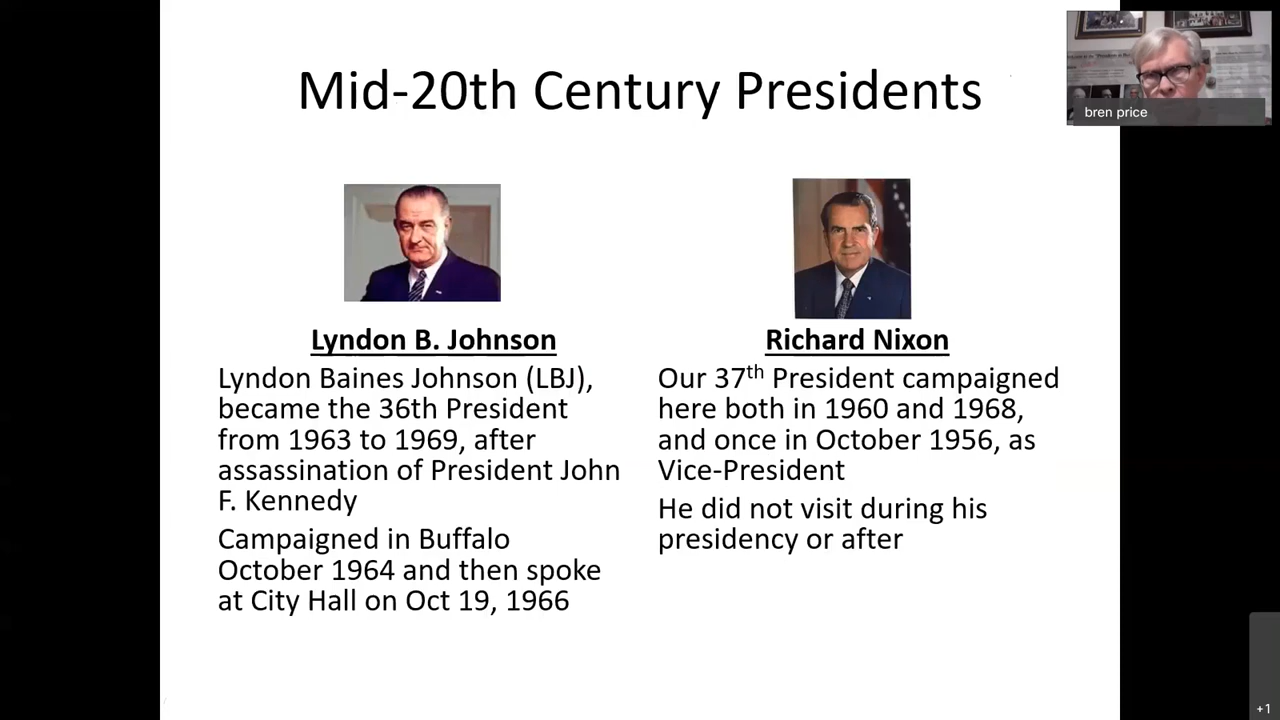 Mid-20th Century Presidents
bren price
Lyndon B. Johnson
Lyndon Baines Johnson (LBJ),
became the 36th President
from 1963 to 1969, after
assassination of President John
F. Kennedy
Campaigned in Buffalo
October 1964 and then spoke
at City Hall on Oct 19, 1966
Richard Nixon
Our 37th President campaigned
here both in 1960 and 1968,
and once in October 1956, as
Vice-President
He did not visit during his
presidency or after
+1